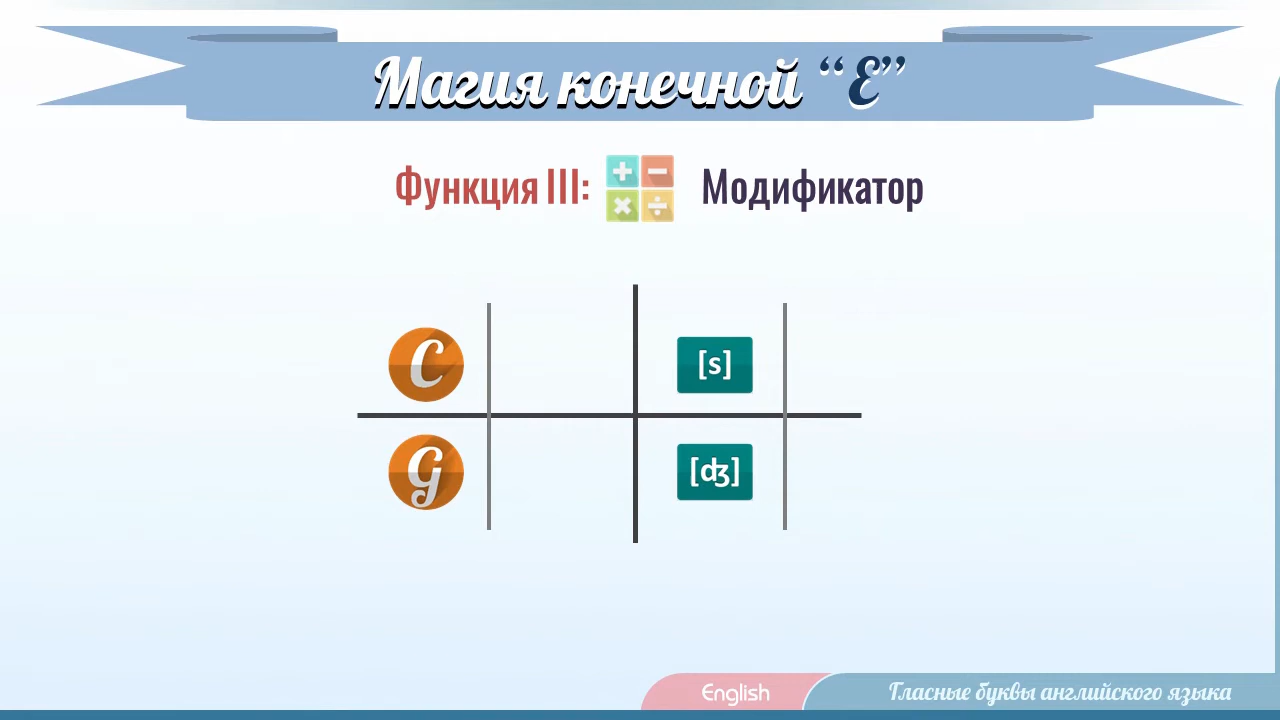 Магия конечной “E”
Функция III: Модификатор
C [s]
G [ʤ]
English Гласные буквы английского языка